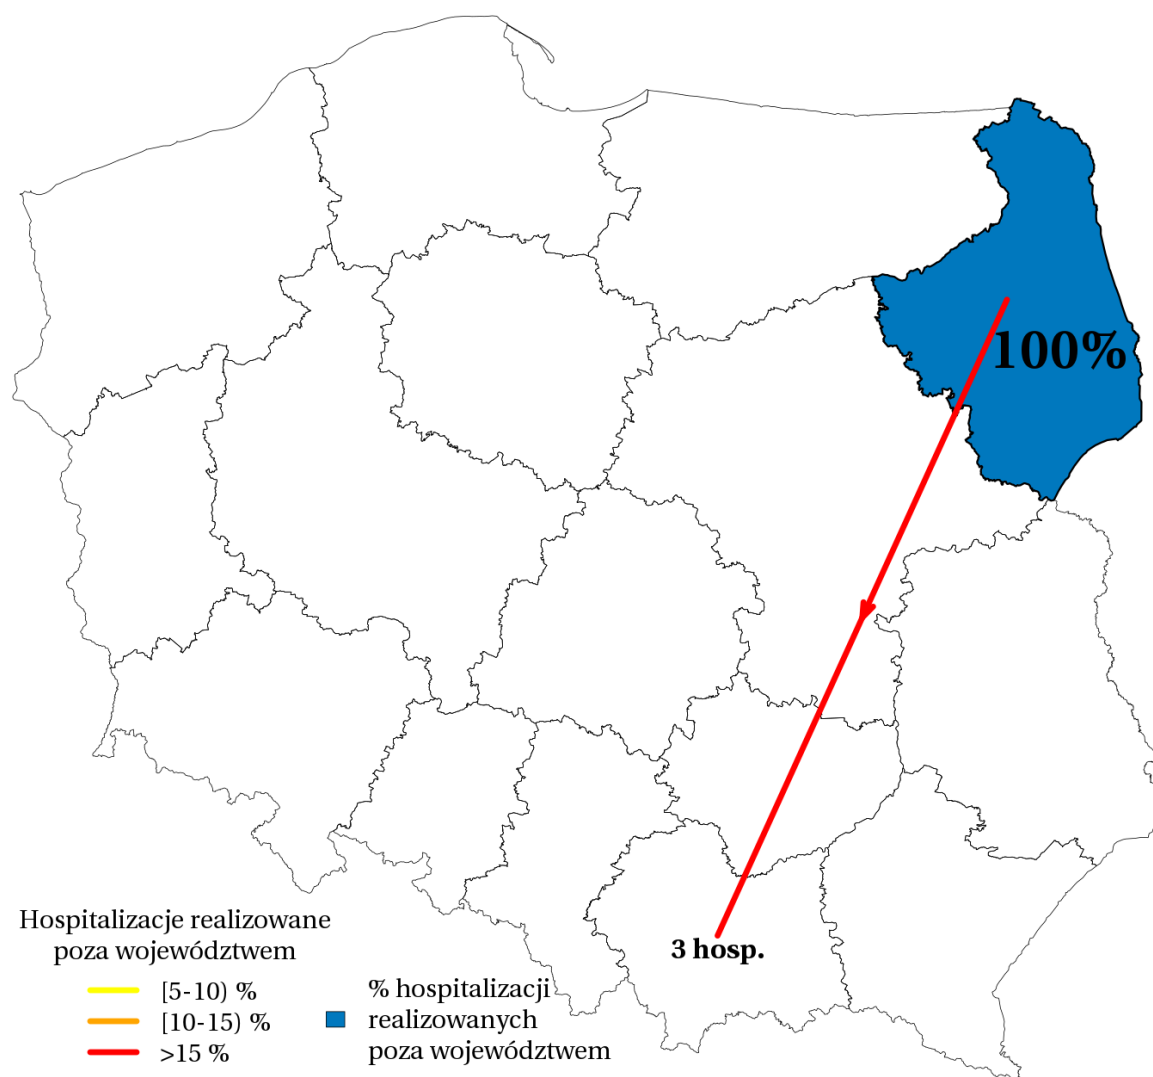 100%
3 hosp.
Hospitalizacje realizowane
poza województwem
[5-10) %
[10-15) %
>15 %
% hospitalizacji
realizowanych
poza województwem